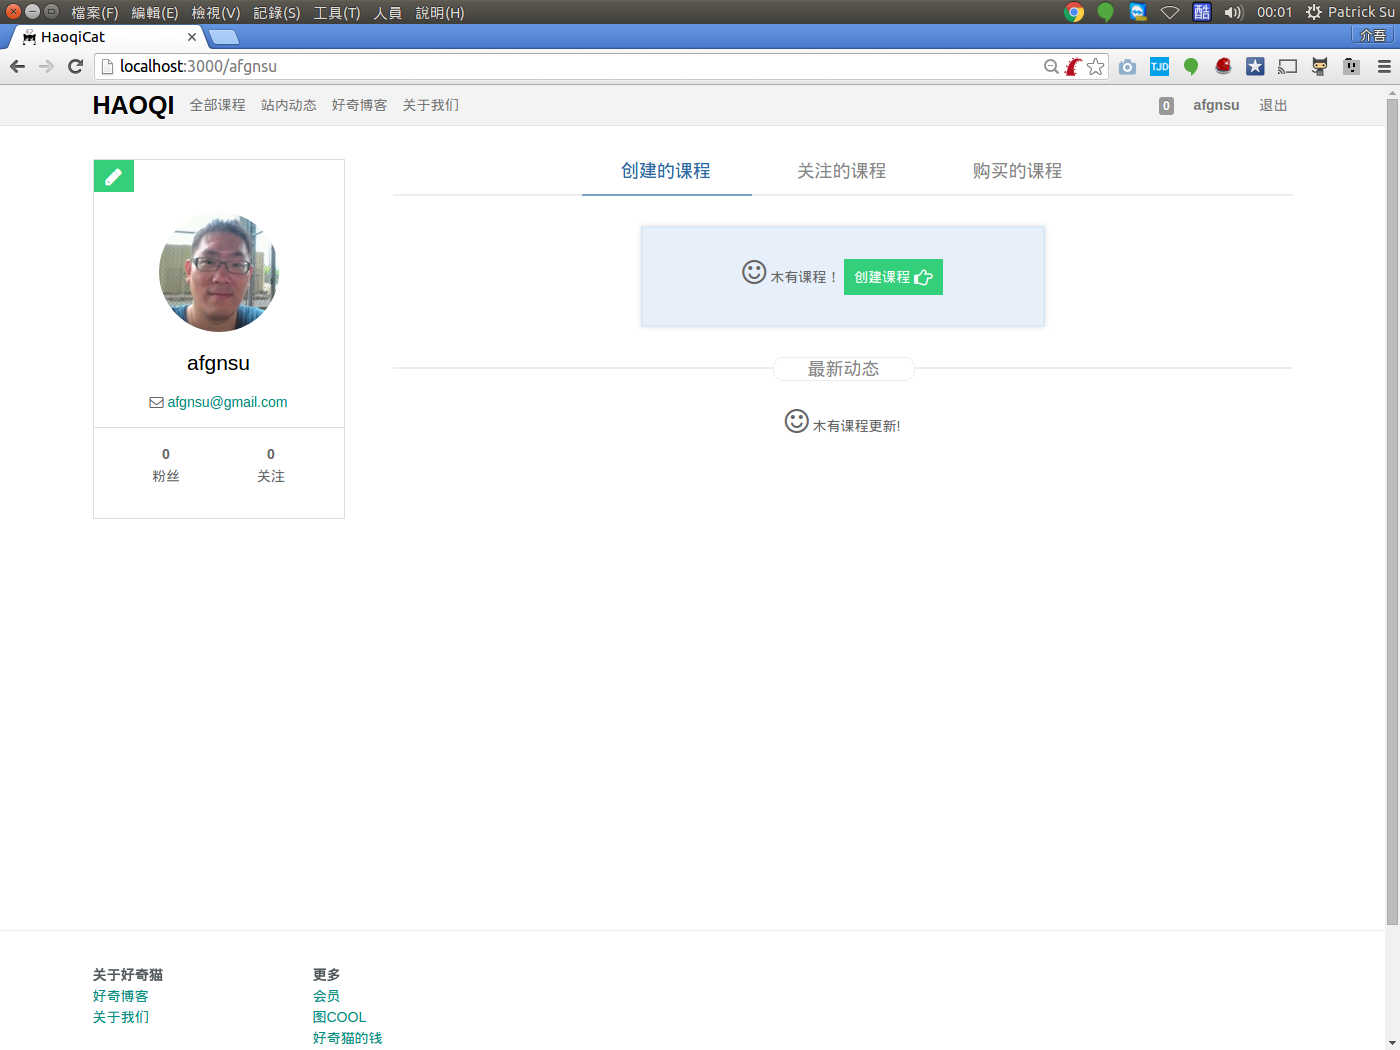 檔案(F) 編輯(E) 檢視(V) 記錄(S) 工具(T) 人員 說明(H) 酷 00:01 Patrick Su
HaoqiCat 介吾
localhost:3000/afgnsu TJD
HAOQI 全部课程 站内动态 好奇博客 关于我们 0 afgnsu 退出
创建的课程 关注的课程 购买的课程
木有课程！ 创建课程
afgnsu
afgnsu@gmail.com
0 0
粉丝 关注
最新动态
木有课程更新!
关于好奇猫
好奇博客
关于我们
更多
会员
图COOL
好奇猫的钱